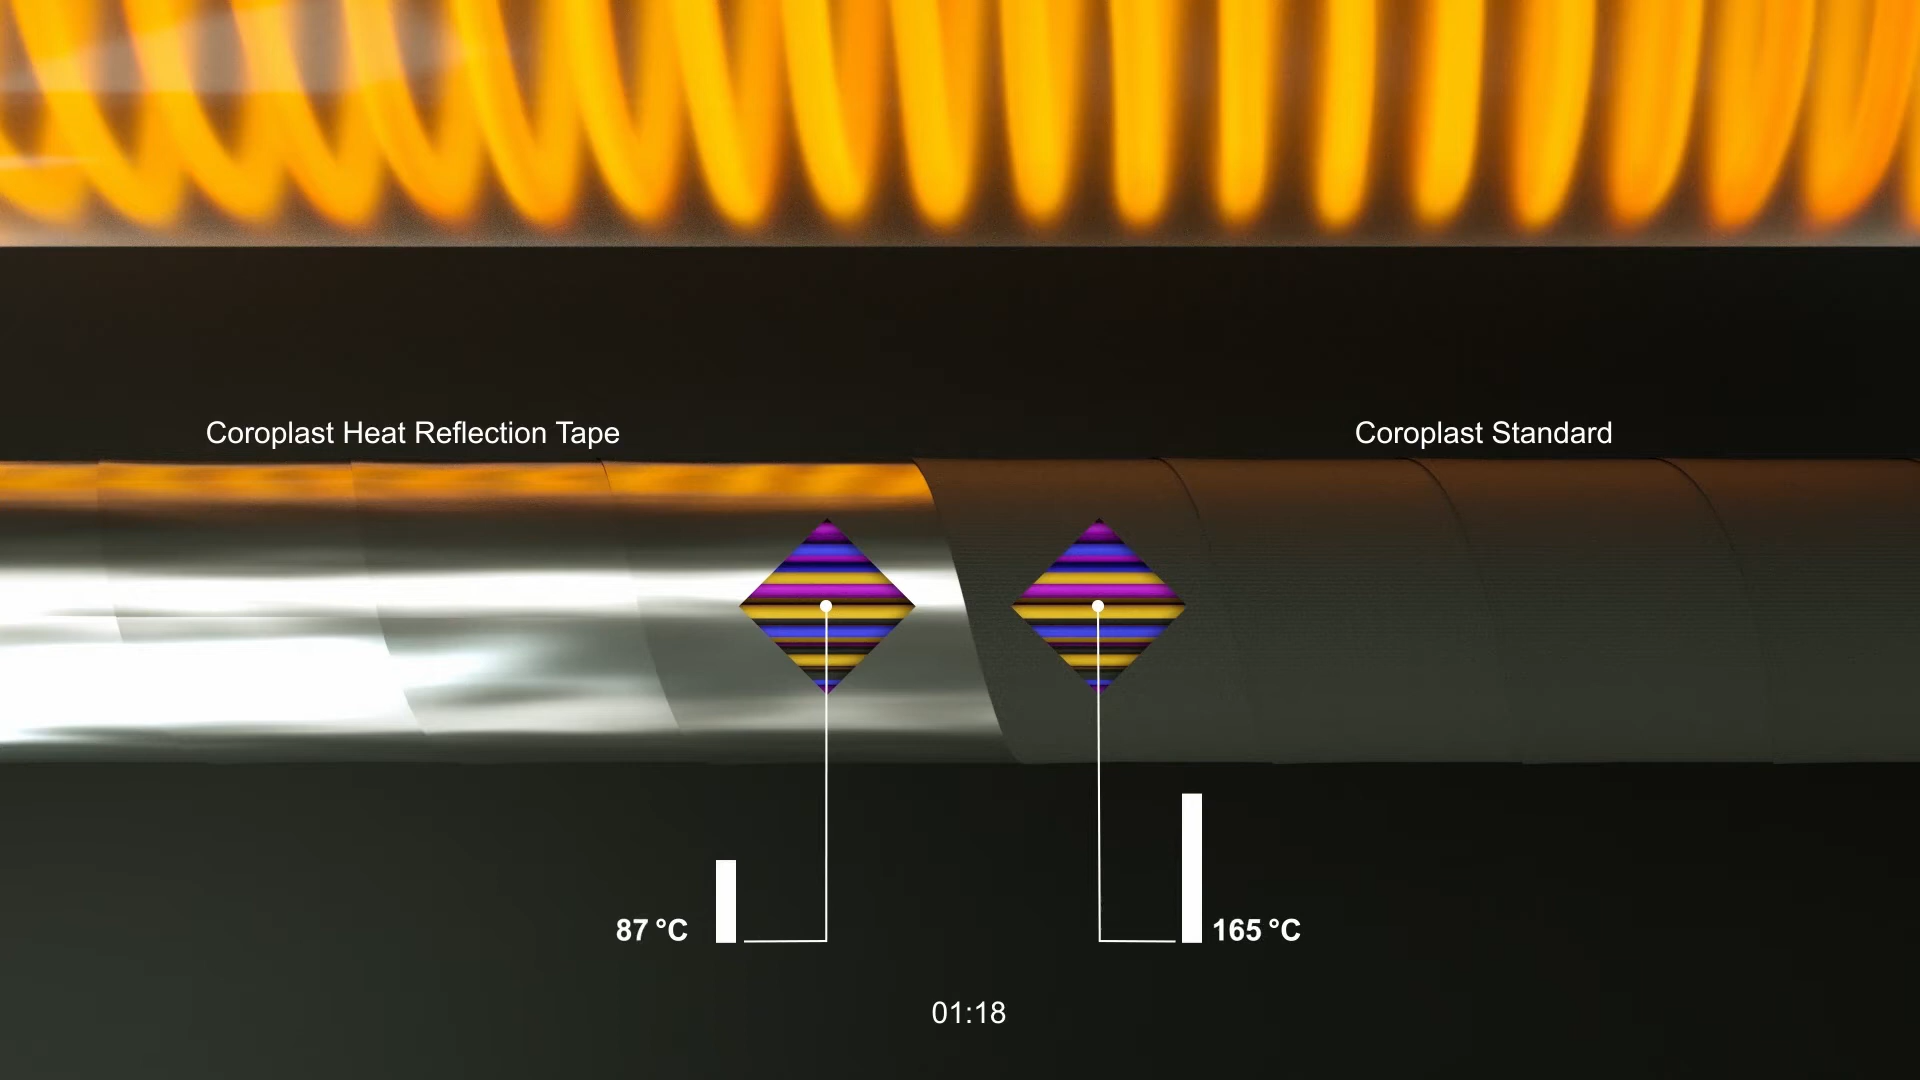 Coroplast Heat Reflection Tape
Coroplast Standard
87 °C
165 °C
01:18